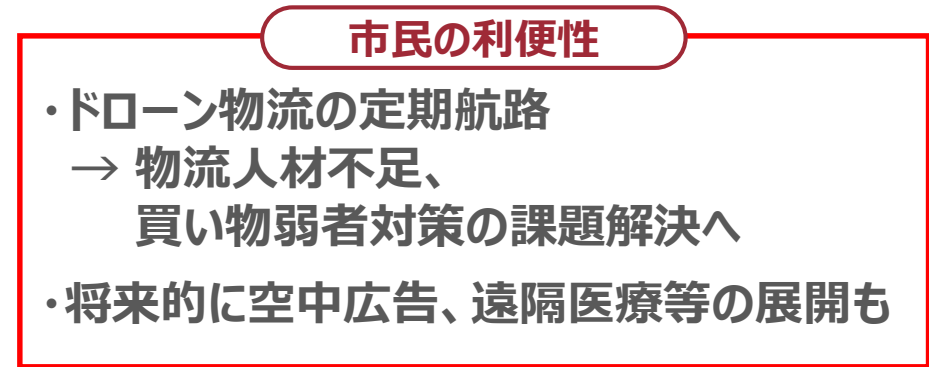 市民の利便性
・ドローン物流の定期航路
→ 物流人材不足、
買い物弱者対策の課題解決へ
・将来的に空中広告、遠隔医療等の展開も